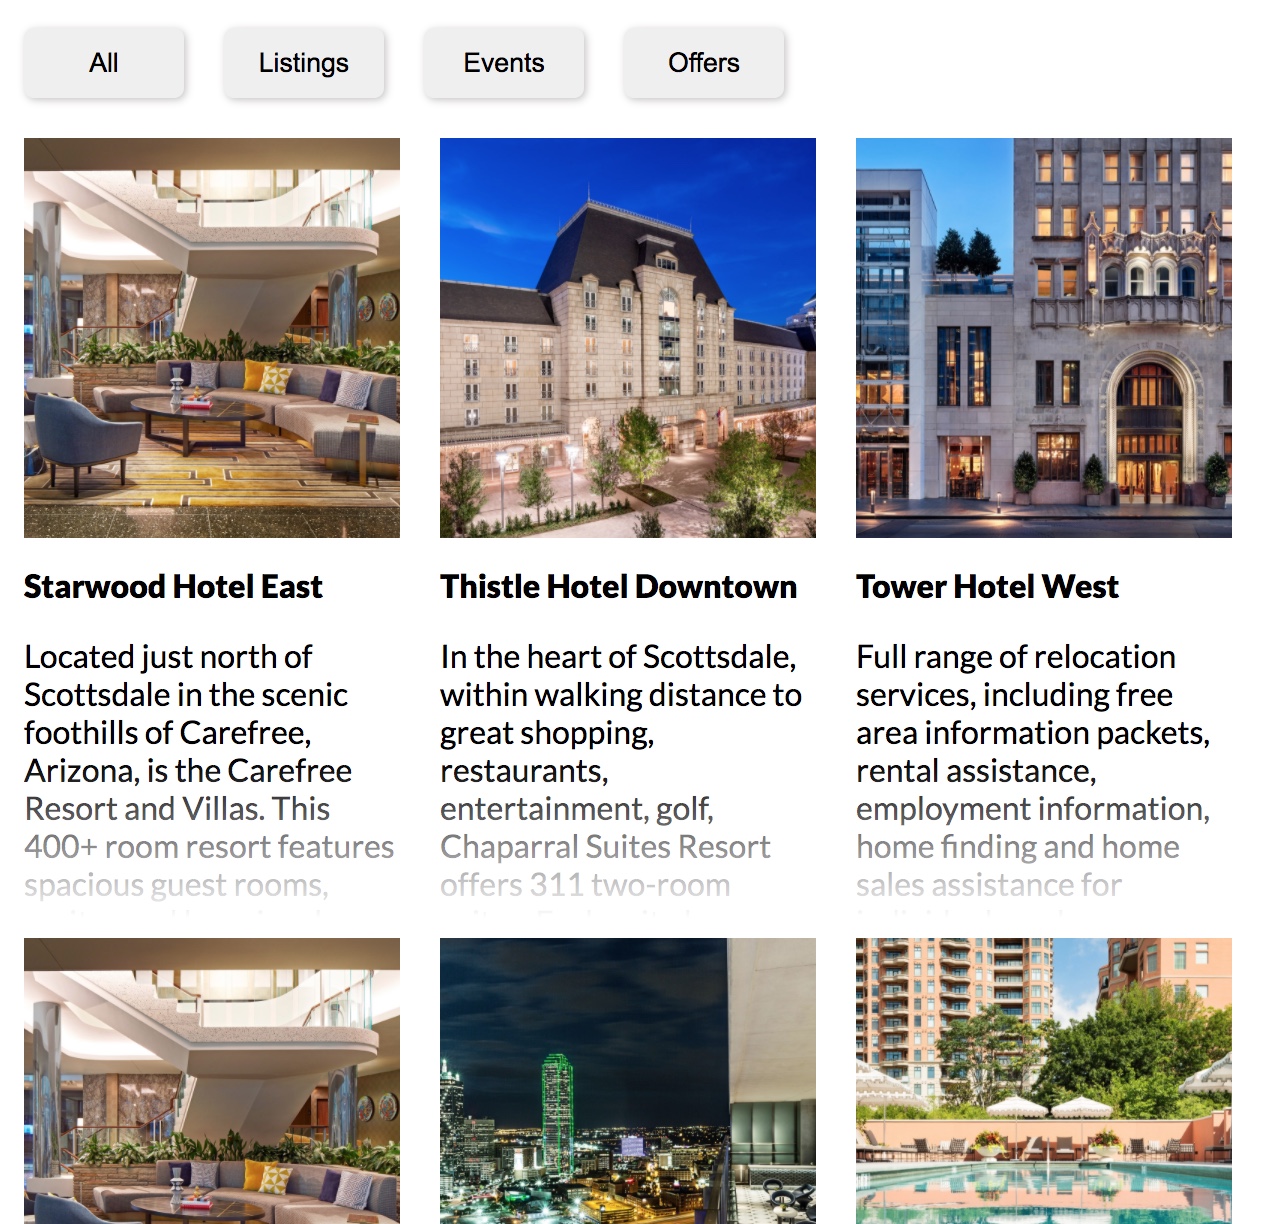 All
Listings
Events
Offers
Starwood Hotel East
Located just north of
Scottsdale in the scenic
foothills of Carefree,
Arizona, is the Carefree
Resort and Villas. This
400+ room resort features
spacious guest rooms,
Thistle Hotel Downtown
In the heart of Scottsdale,
within walking distance to
great shopping,
restaurants,
entertainment, golf,
Chaparral Suites Resort
offers 311 two-room
Tower Hotel West
Full range of relocation
services, including free
area information packets,
rental assistance,
employment information,
home finding and home
sales assistance for